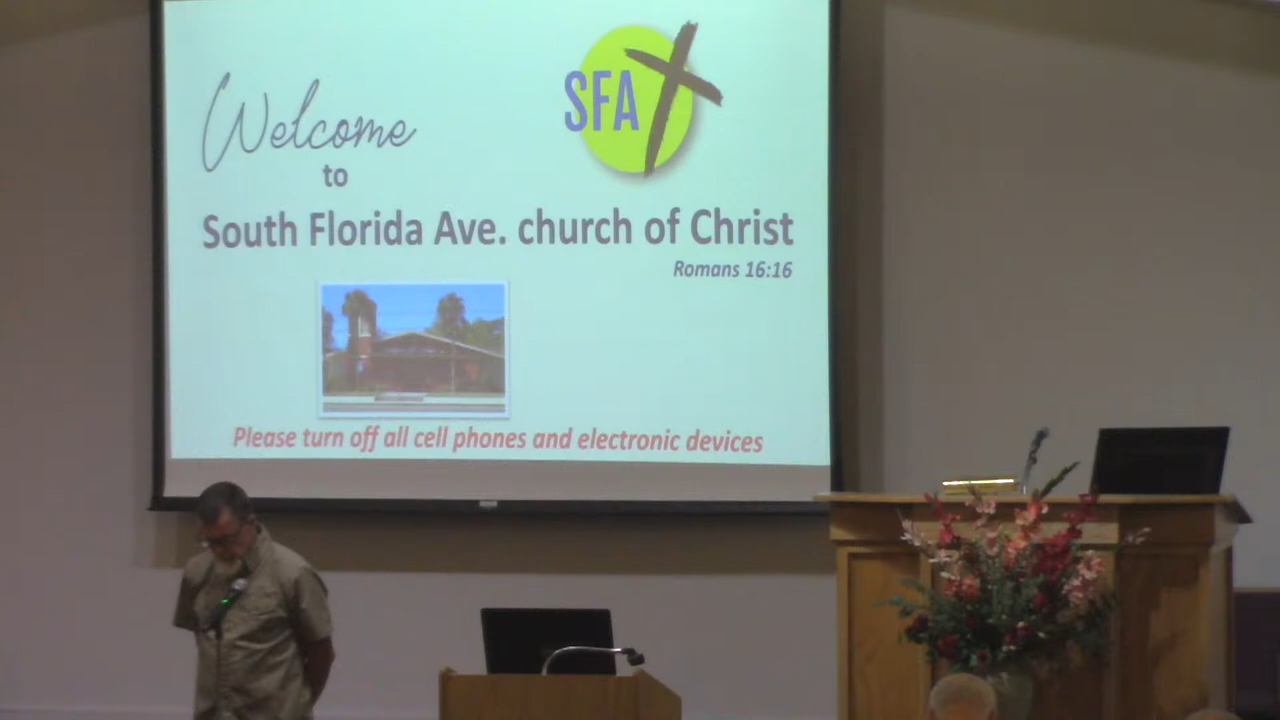 Welcome
SFA
to
South Florida Ave. church of Christ
Romans 16:16
Please turn off all cell phones and electronic devices